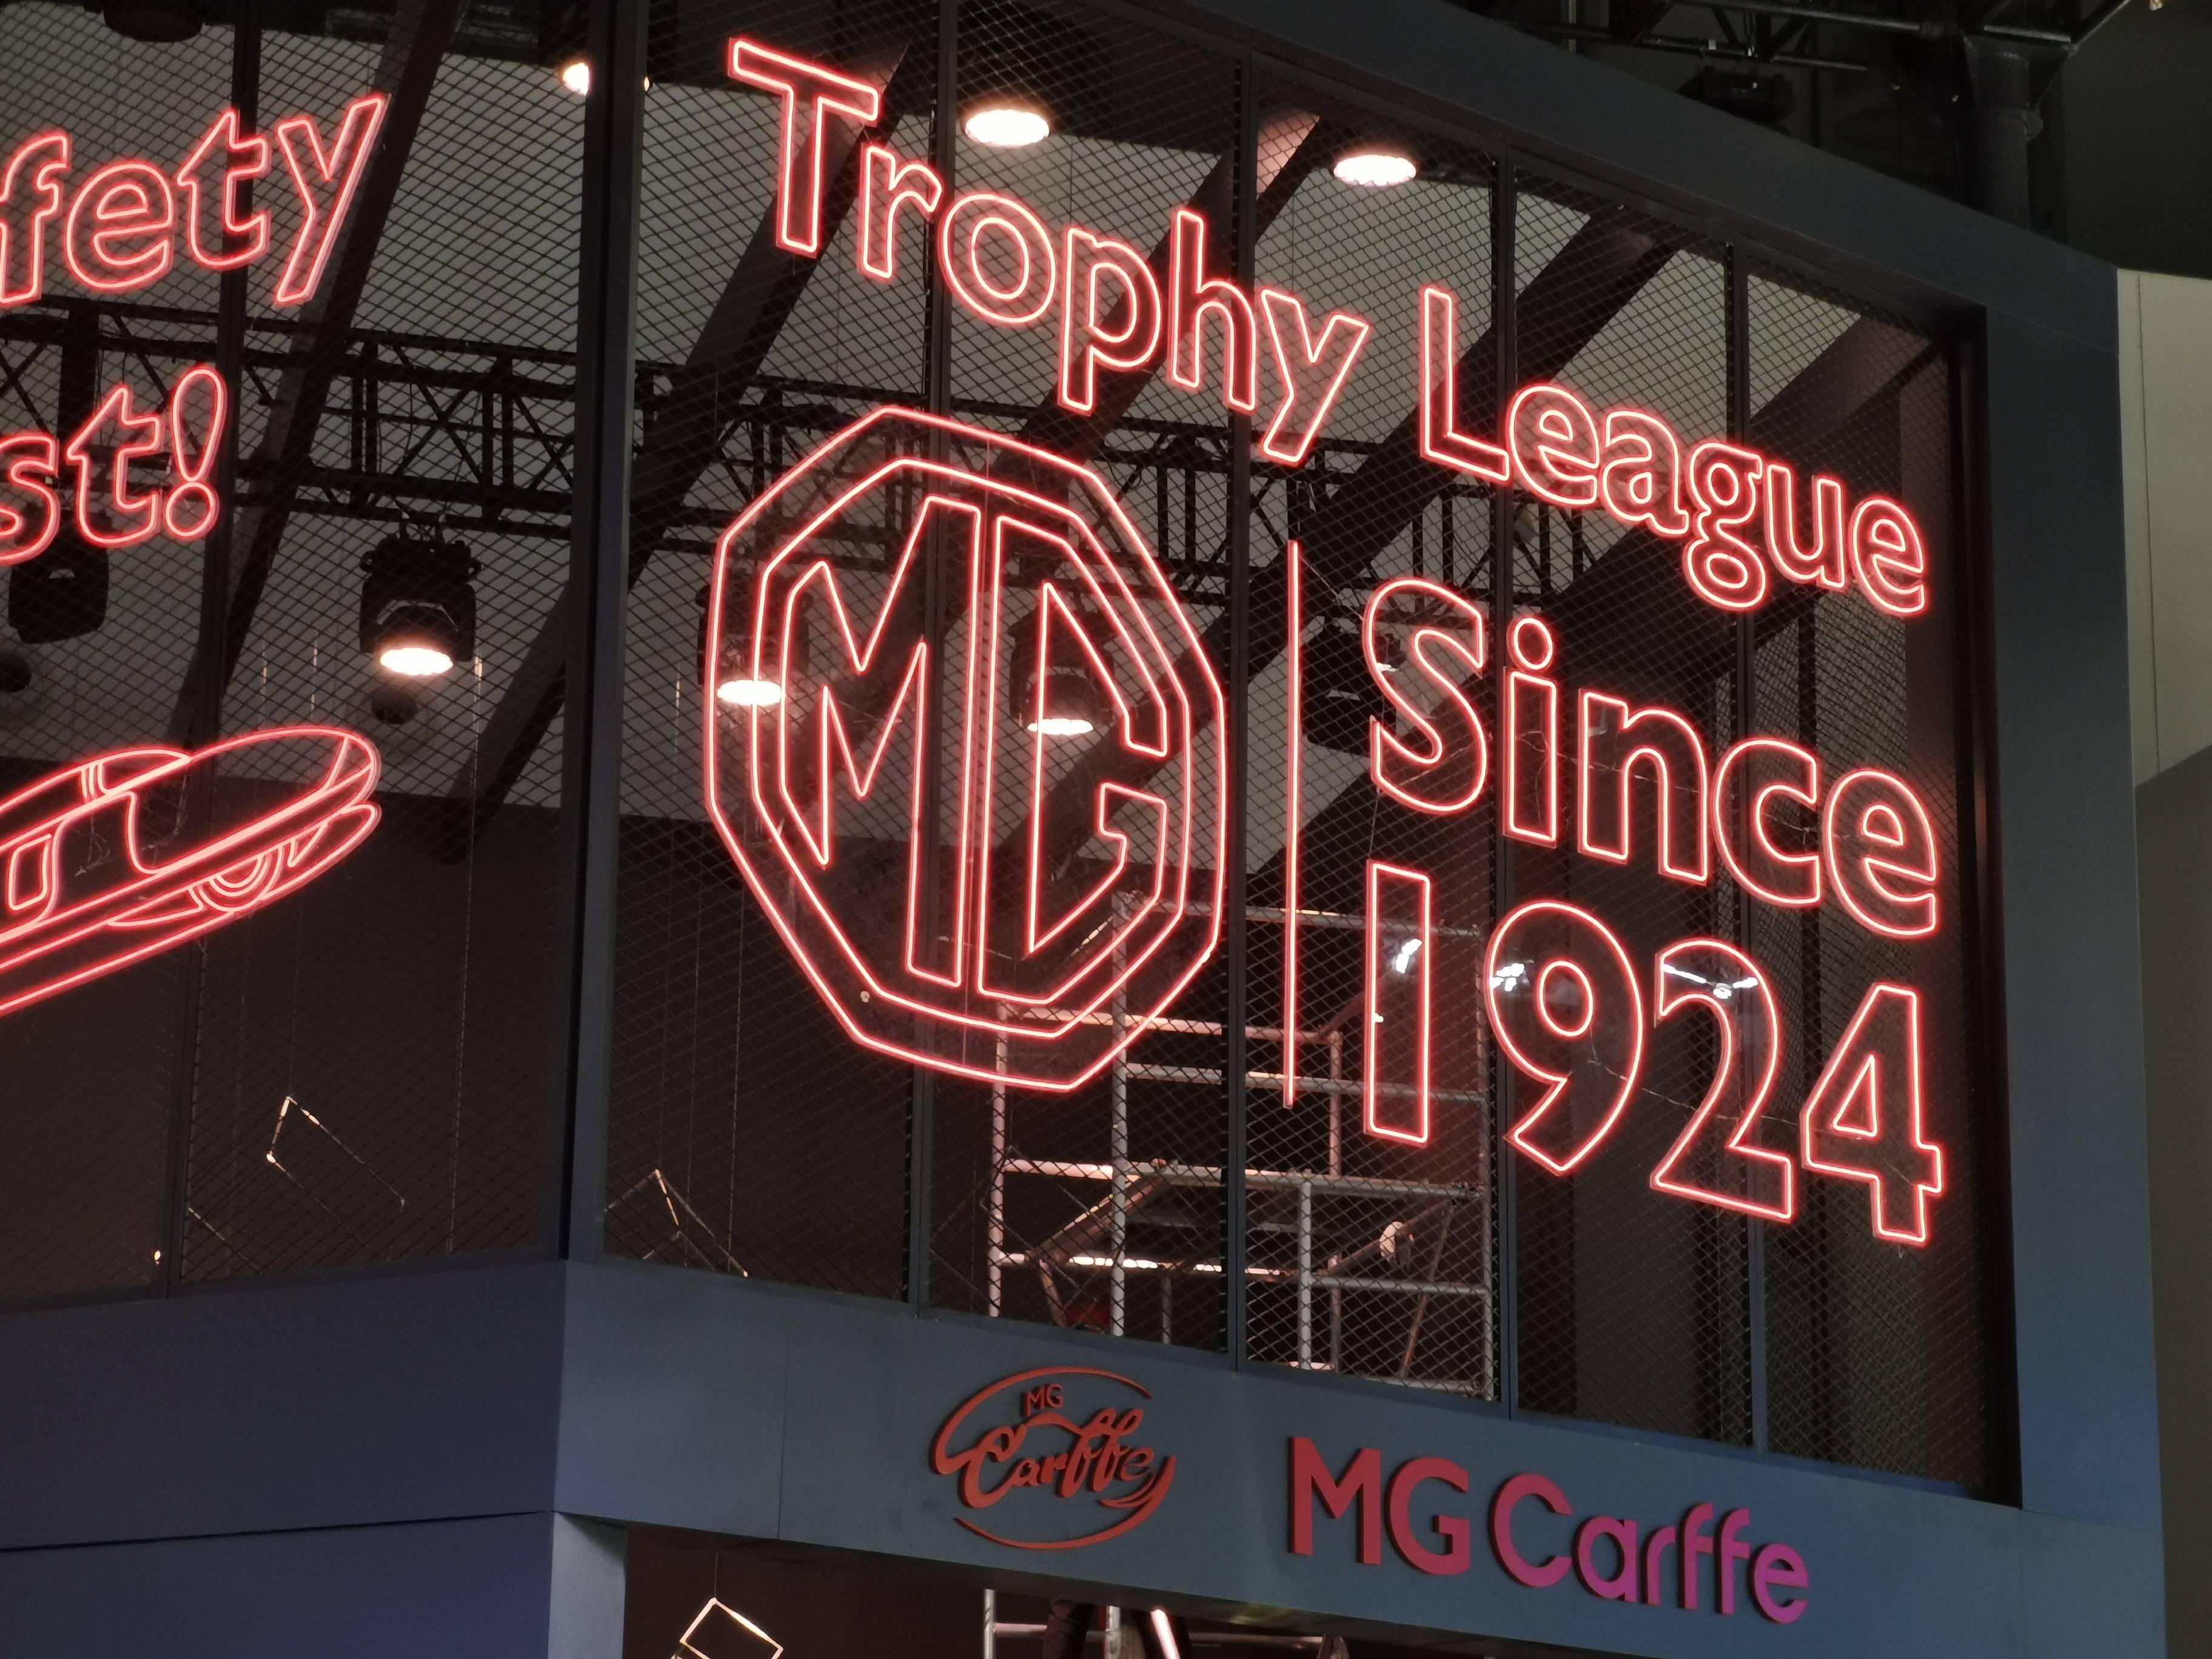 fety
st!
Trophy League
MG
Since
1924
MG
Carffe
MG Carffe